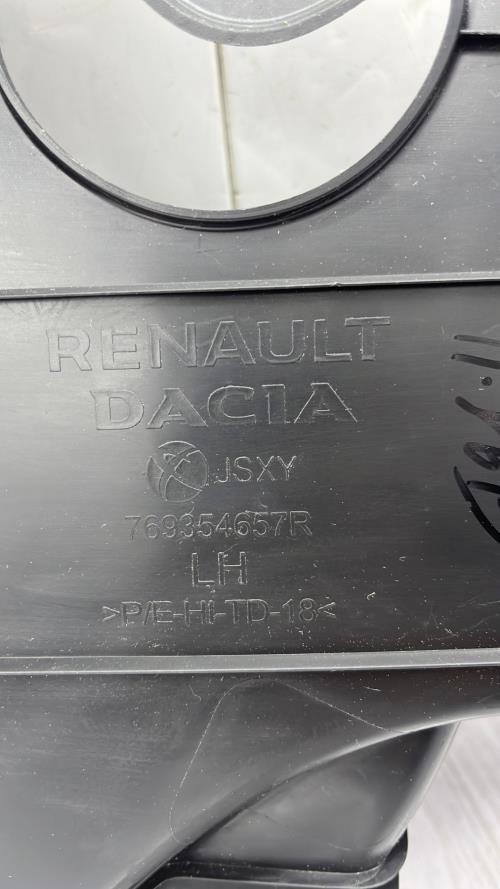 RENAULT
DACIA
JSXY
769354657R
LH
>P/E-HI-TD-18<